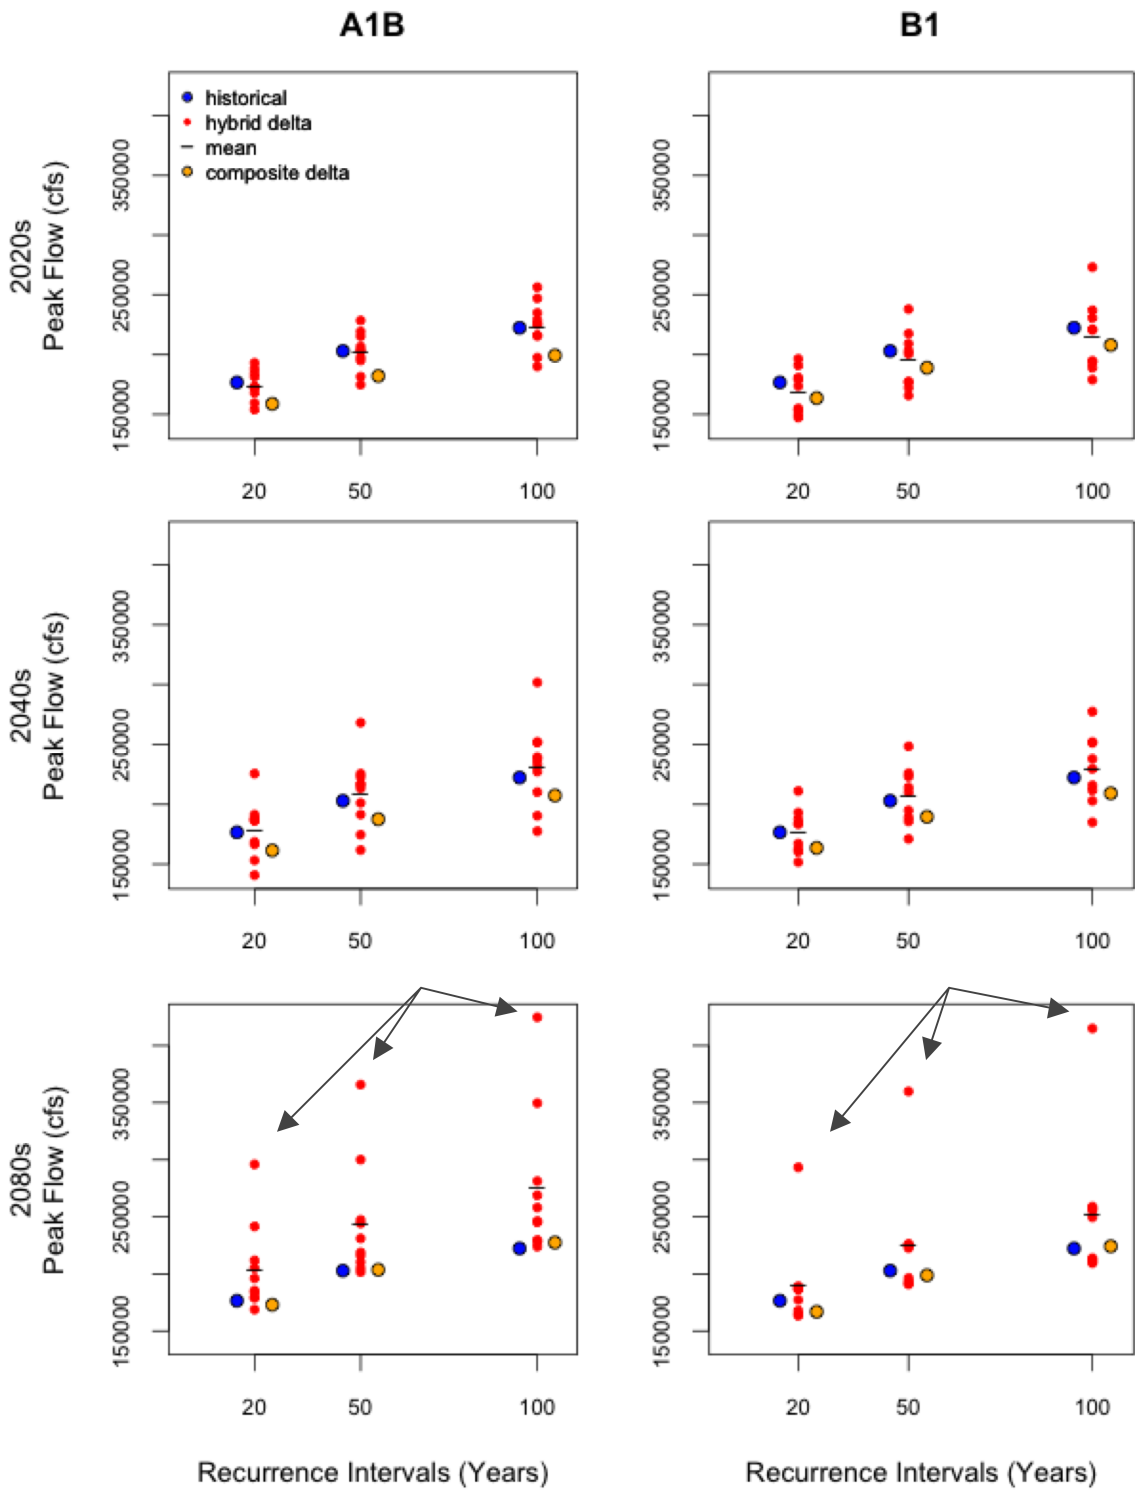 A1B
B1
historical
hybrid delta
mean
composite delta
2020s
Peak Flow (cfs)
150000
250000
350000
20
50
100
150000
250000
350000
20
50
100
2040s
Peak Flow (cfs)
150000
250000
350000
20
50
100
150000
250000
350000
20
50
100
2080s
Peak Flow (cfs)
150000
250000
350000
20
50
100
150000
250000
350000
20
50
100
Recurrence Intervals (Years)
Recurrence Intervals (Years)